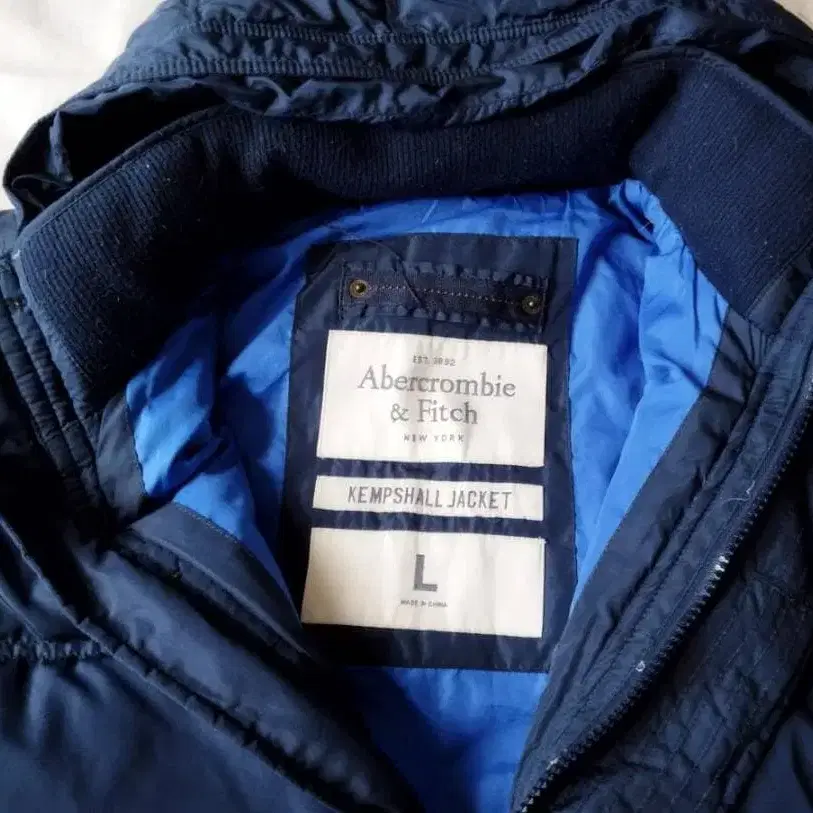 EST. 1892
Abercrombie
& Fitch
NEW YORK
KEMPSHALL JACKET
L
MADE IN CHINA